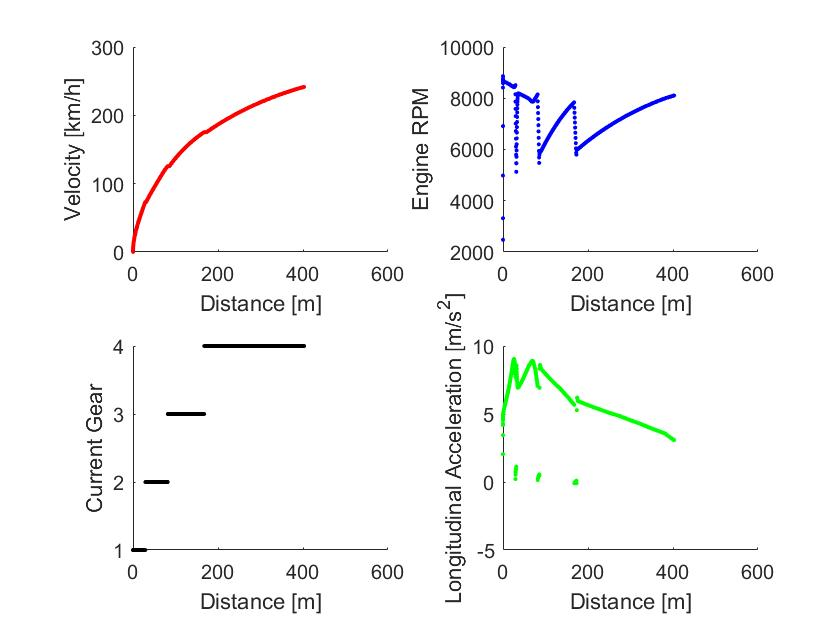 300
200
100
0
Velocity [km/h]
0 200 400 600
Distance [m]
10000
8000
6000
4000
2000
Engine RPM
0 200 400 600
Distance [m]
4
3
2
1
Current Gear
0 200 400 600
Distance [m]
10
5
0
-5
Longitudinal Acceleration [m/s²]
0 200 400 600
Distance [m]